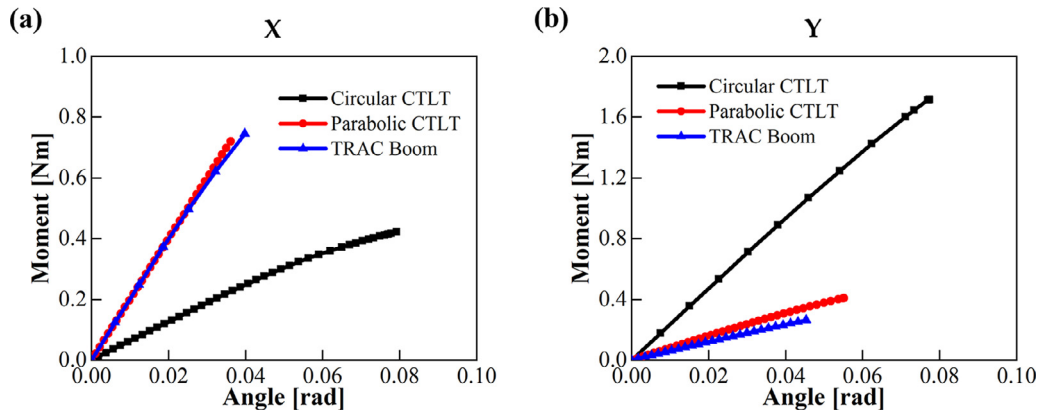 (a)
X
1.0
0.8
0.6
0.4
0.2
0.0
Moment [Nm]
Circular CTLT
Parabolic CTLT
TRAC Boom
0.00 0.02 0.04 0.06 0.08 0.10
Angle [rad]
(b)
Y
2.0
1.6
1.2
0.8
0.4
0.0
Moment [Nm]
Circular CTLT
Parabolic CTLT
TRAC Boom
0.00 0.02 0.04 0.06 0.08 0.10
Angle [rad]